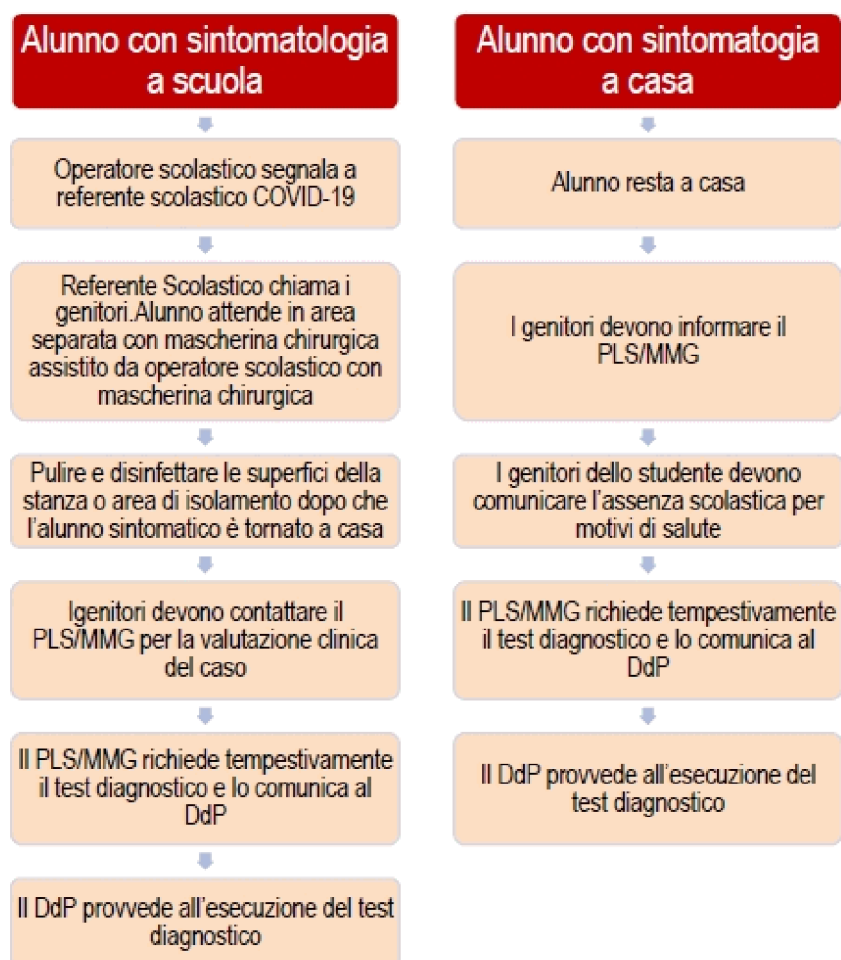 Alunno con sintomatologia
a scuola
Operatore scolastico segnala a
referente scolastico COVID-19
Referente Scolastico chiama i
genitori.Alunno attende in area
separata con mascherina chirurgica
assistito da operatore scolastico con
mascherina chirurgica
Pulire e disinfettare le superfici della
stanza o area di isolamento dopo che
l'alunno sintomatico è tornato a casa
Igenitori devono contattare il
PLS/MMG per la valutazione clinica
del caso
Il PLS/MMG richiede tempestivamente
il test diagnostico e lo comunica al
DdP
Il DdP provvede all'esecuzione del test
diagnostico
Alunno con sintomatogia
a casa
Alunno resta a casa
I genitori devono informare il
PLS/MMG
I genitori dello studente devono
comunicare l'assenza scolastica per
motivi di salute
Il PLS/MMG richiede tempestivamente
il test diagnostico e lo comunica al
DdP
Il DdP provvede all'esecuzione del
test diagnostico